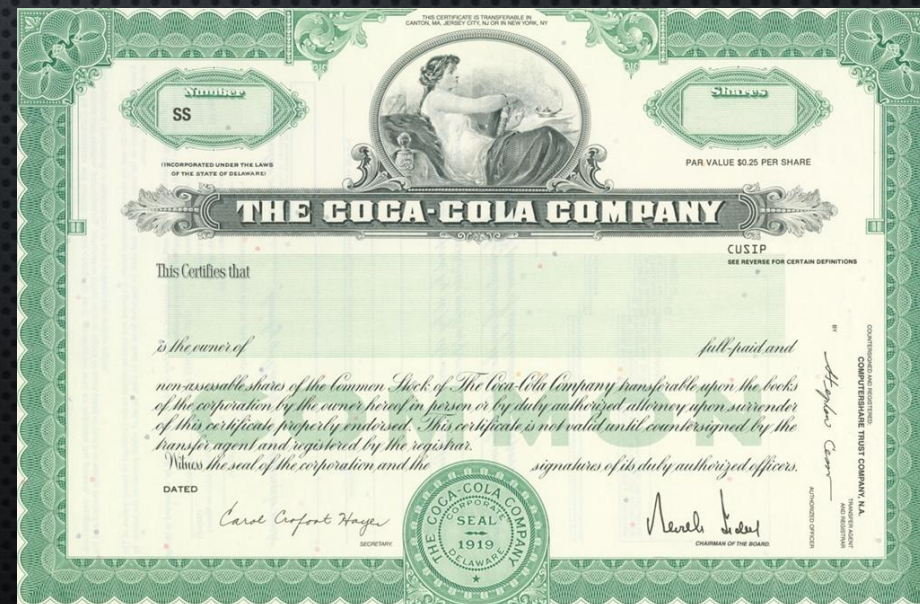 THIS CERTIFICATE IS TRANSFERABLE IN
CANTON, MA, JERSEY CITY, NJ OR IN NEW YORK, NY
Number
SS
Shares
(INCORPORATED UNDER THE LAWS
OF THE STATE OF DELAWARE)
PAR VALUE $0.25 PER SHARE
THE COCA-COLA COMPANY
CUSIP
SEE REVERSE FOR CERTAIN DEFINITIONS
This Certifies that
is the owner of
full-paid and
COMMON
non-assessable shares of the Common Stock of The Coca-Cola Company transferable upon the books
of the corporation by the owner hereof in person or by duly authorized attorney upon surrender
of this certificate properly endorsed. This certificate is not valid until countersigned by the
transfer agent and registered by the registrar.
Witness the seal of the corporation and the signatures of its duly authorized officers.
DATED
Carol Crofoot Hayes
SECRETARY.
THE COCA-COLA COMPANY
CORPORATE
SEAL
1919
DELAWARE
CHAIRMAN OF THE BOARD.
COUNTERSIGNED AND REGISTERED:
COMPUTERSHARE TRUST COMPANY, N.A.
TRANSFER AGENT
AND REGISTRAR
BY
AUTHORIZED OFFICER